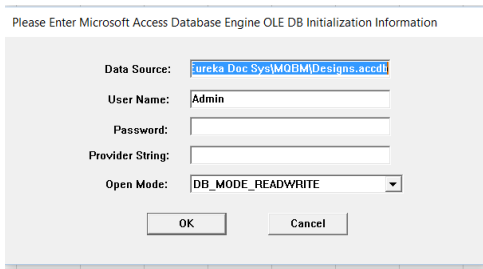 Please Enter Microsoft Access Database Engine OLE DB Initialization Information
Data Source: Eureka Doc Sys\MQBM\Designs.accdb
User Name: Admin
Password:
Provider String:
Open Mode: DB_MODE_READWRITE
OK Cancel